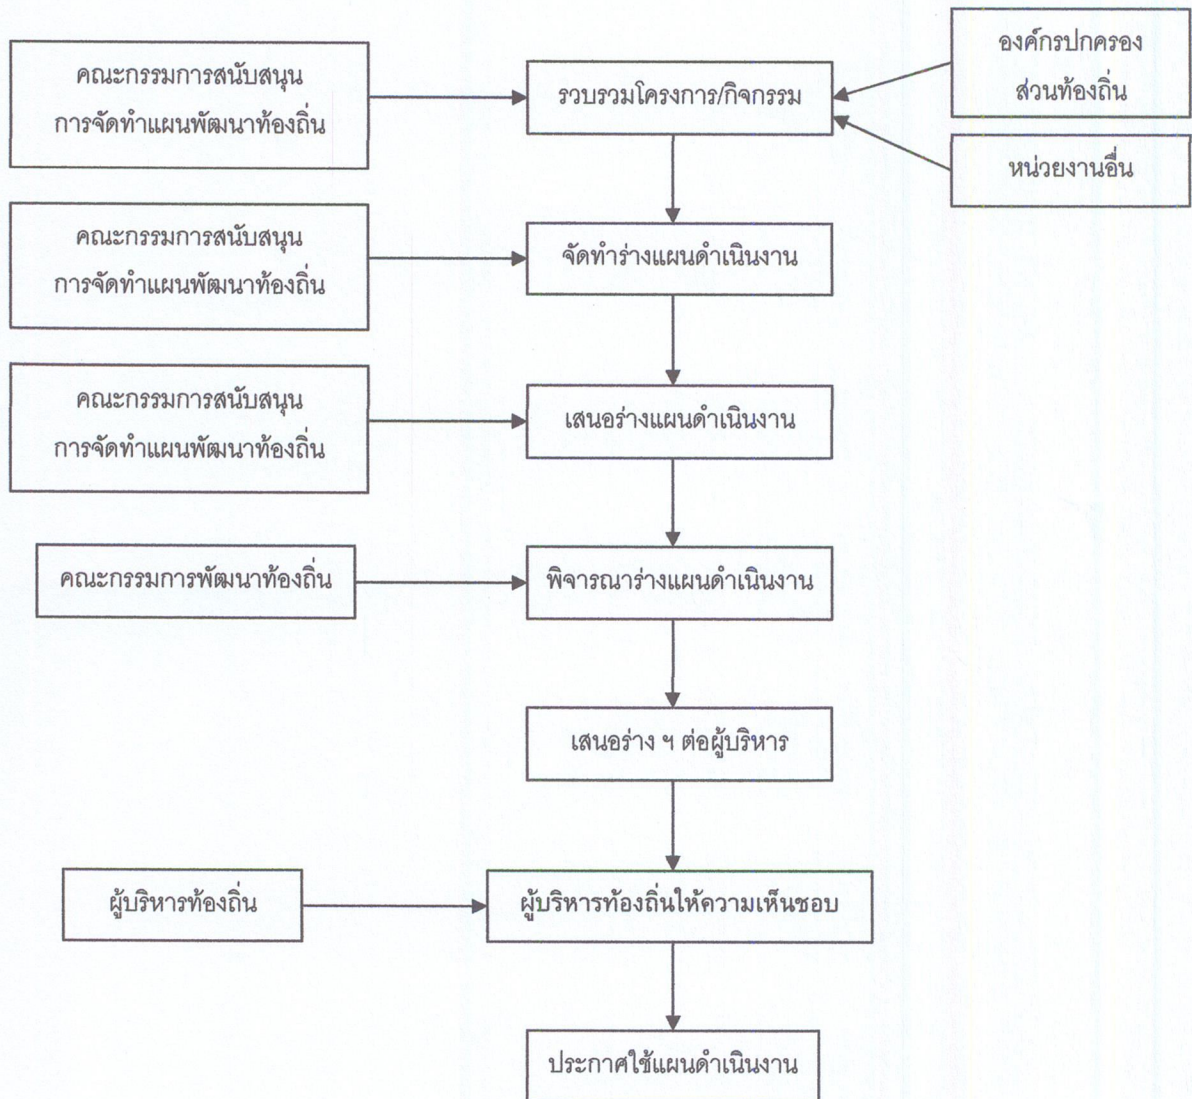 องค์กรปกครอง
ส่วนท้องถิ่น
คณะกรรมการสนับสนุน
การจัดทำแผนพัฒนาท้องถิ่น
รวบรวมโครงการ/กิจกรรม
หน่วยงานอื่น
คณะกรรมการสนับสนุน
การจัดทำแผนพัฒนาท้องถิ่น
จัดทำร่างแผนดำเนินงาน
คณะกรรมการสนับสนุน
การจัดทำแผนพัฒนาท้องถิ่น
เสนอร่างแผนดำเนินงาน
คณะกรรมการพัฒนาท้องถิ่น
พิจารณาร่างแผนดำเนินงาน
เสนอร่าง ฯ ต่อผู้บริหาร
ผู้บริหารท้องถิ่น
ผู้บริหารท้องถิ่นให้ความเห็นชอบ
ประกาศใช้แผนดำเนินงาน